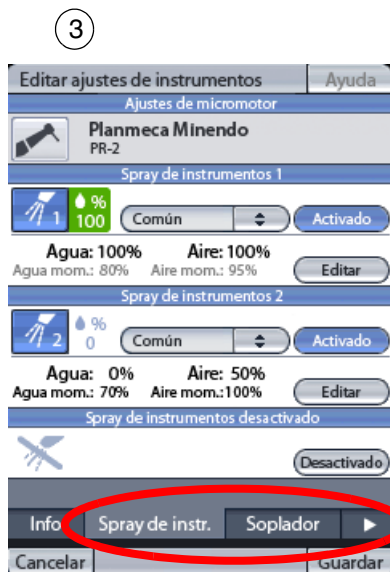 3
Editar ajustes de instrumentos Ayuda
Ajustes de micromotor
Planmeca Minendo
PR-2
Spray de instrumentos 1
1 % 100 Común Activado
Agua: 100% Aire: 100%
Agua mom.: 80% Aire mom.: 95% Editar
Spray de instrumentos 2
2 % 0 Común Activado
Agua: 0% Aire: 50%
Agua mom.: 70% Aire mom.:100% Editar
Spray de instrumentos desactivado
Desactivado
Info Spray de instr. Soplador
Cancelar Guardar